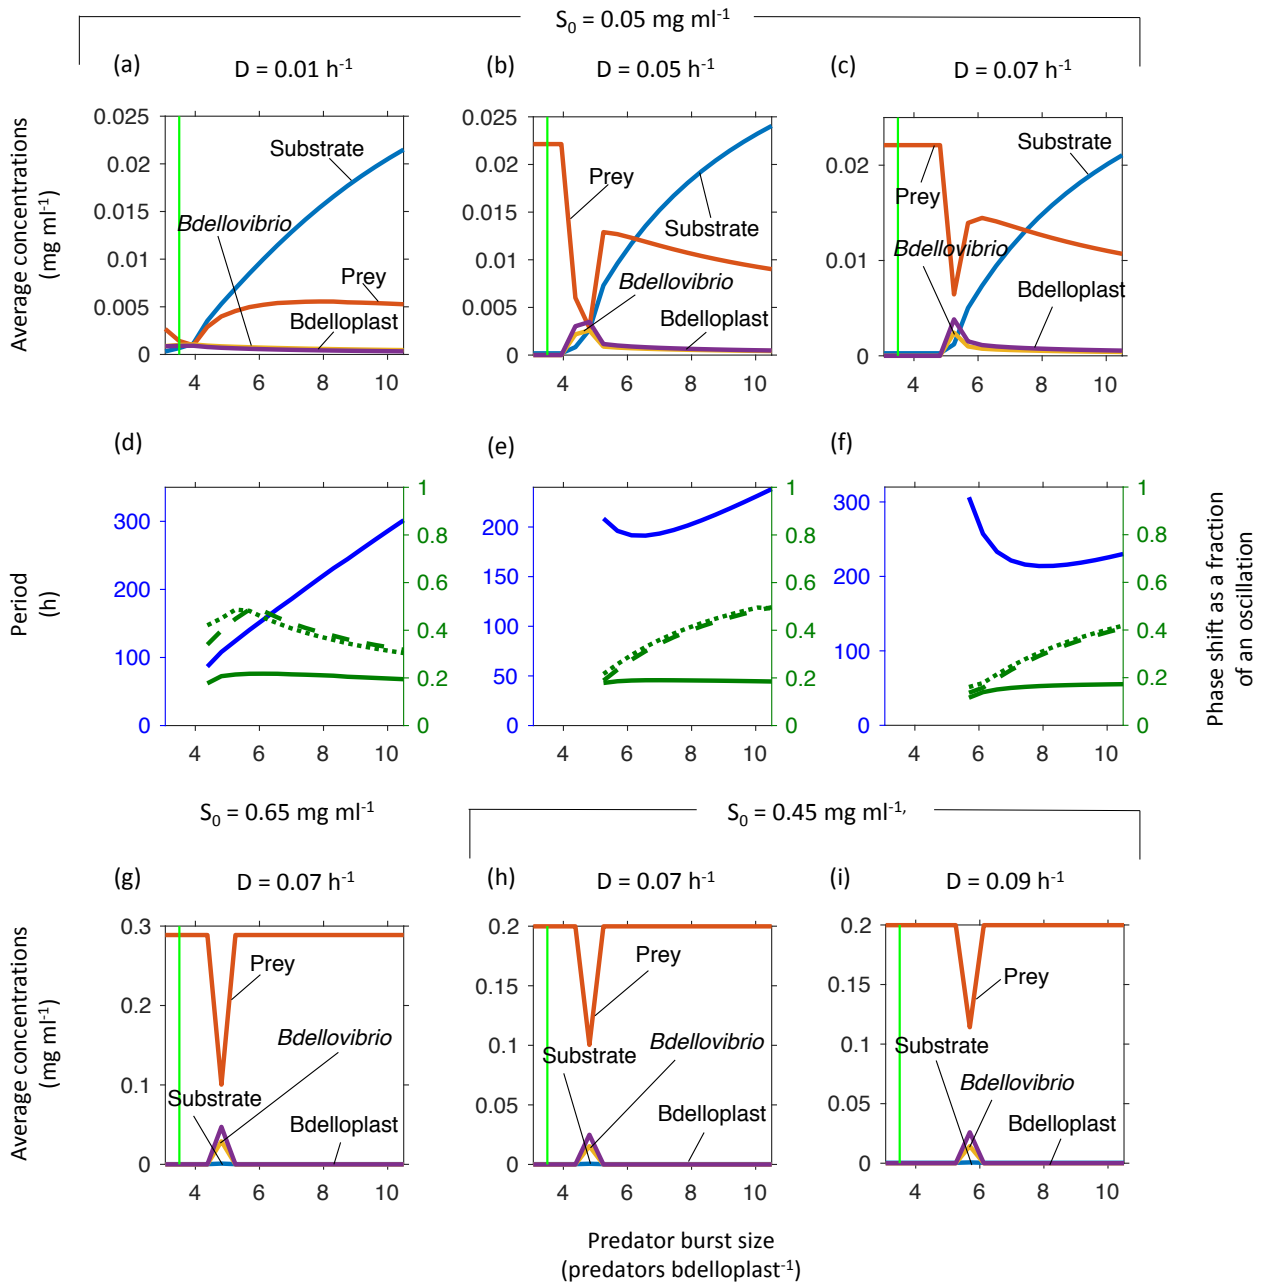 S₀ = 0.05 mg ml⁻¹
(a) D = 0.01 h⁻¹
(b) D = 0.05 h⁻¹
(c) D = 0.07 h⁻¹
Average concentrations
(mg ml⁻¹)
0.025
0.02
0.015
0.01
0.005
0
4 6 8 10
Substrate
Bdellovibrio
Prey
Bdelloplast
0.025
0.02
0.015
0.01
0.005
0
4 6 8 10
Prey
Substrate
Bdellovibrio
Bdelloplast
0.02
0.01
0
4 6 8 10
Substrate
Prey
Bdellovibrio
Bdelloplast
(d)
(e)
(f)
Period
(h)
300
200
100
0
1
0.8
0.6
0.4
0.2
0
4 6 8 10
200
150
100
50
0
1
0.8
0.6
0.4
0.2
0
4 6 8 10
300
200
100
0
1
0.8
0.6
0.4
0.2
0
4 6 8 10
Phase shift as a fraction
of an oscillation
S₀ = 0.65 mg ml⁻¹
S₀ = 0.45 mg ml⁻¹,
(g) D = 0.07 h⁻¹
(h) D = 0.07 h⁻¹
(i) D = 0.09 h⁻¹
Average concentrations
(mg ml⁻¹)
0.3
0.2
0.1
0
4 6 8 10
Prey
Bdellovibrio
Substrate
Bdelloplast
0.2
0.15
0.1
0.05
0
4 6 8 10
Prey
Substrate
Bdellovibrio
Bdelloplast
0.2
0.15
0.1
0.05
0
4 6 8 10
Prey
Substrate
Bdellovibrio
Bdelloplast
Predator burst size
(predators bdelloplast⁻¹)